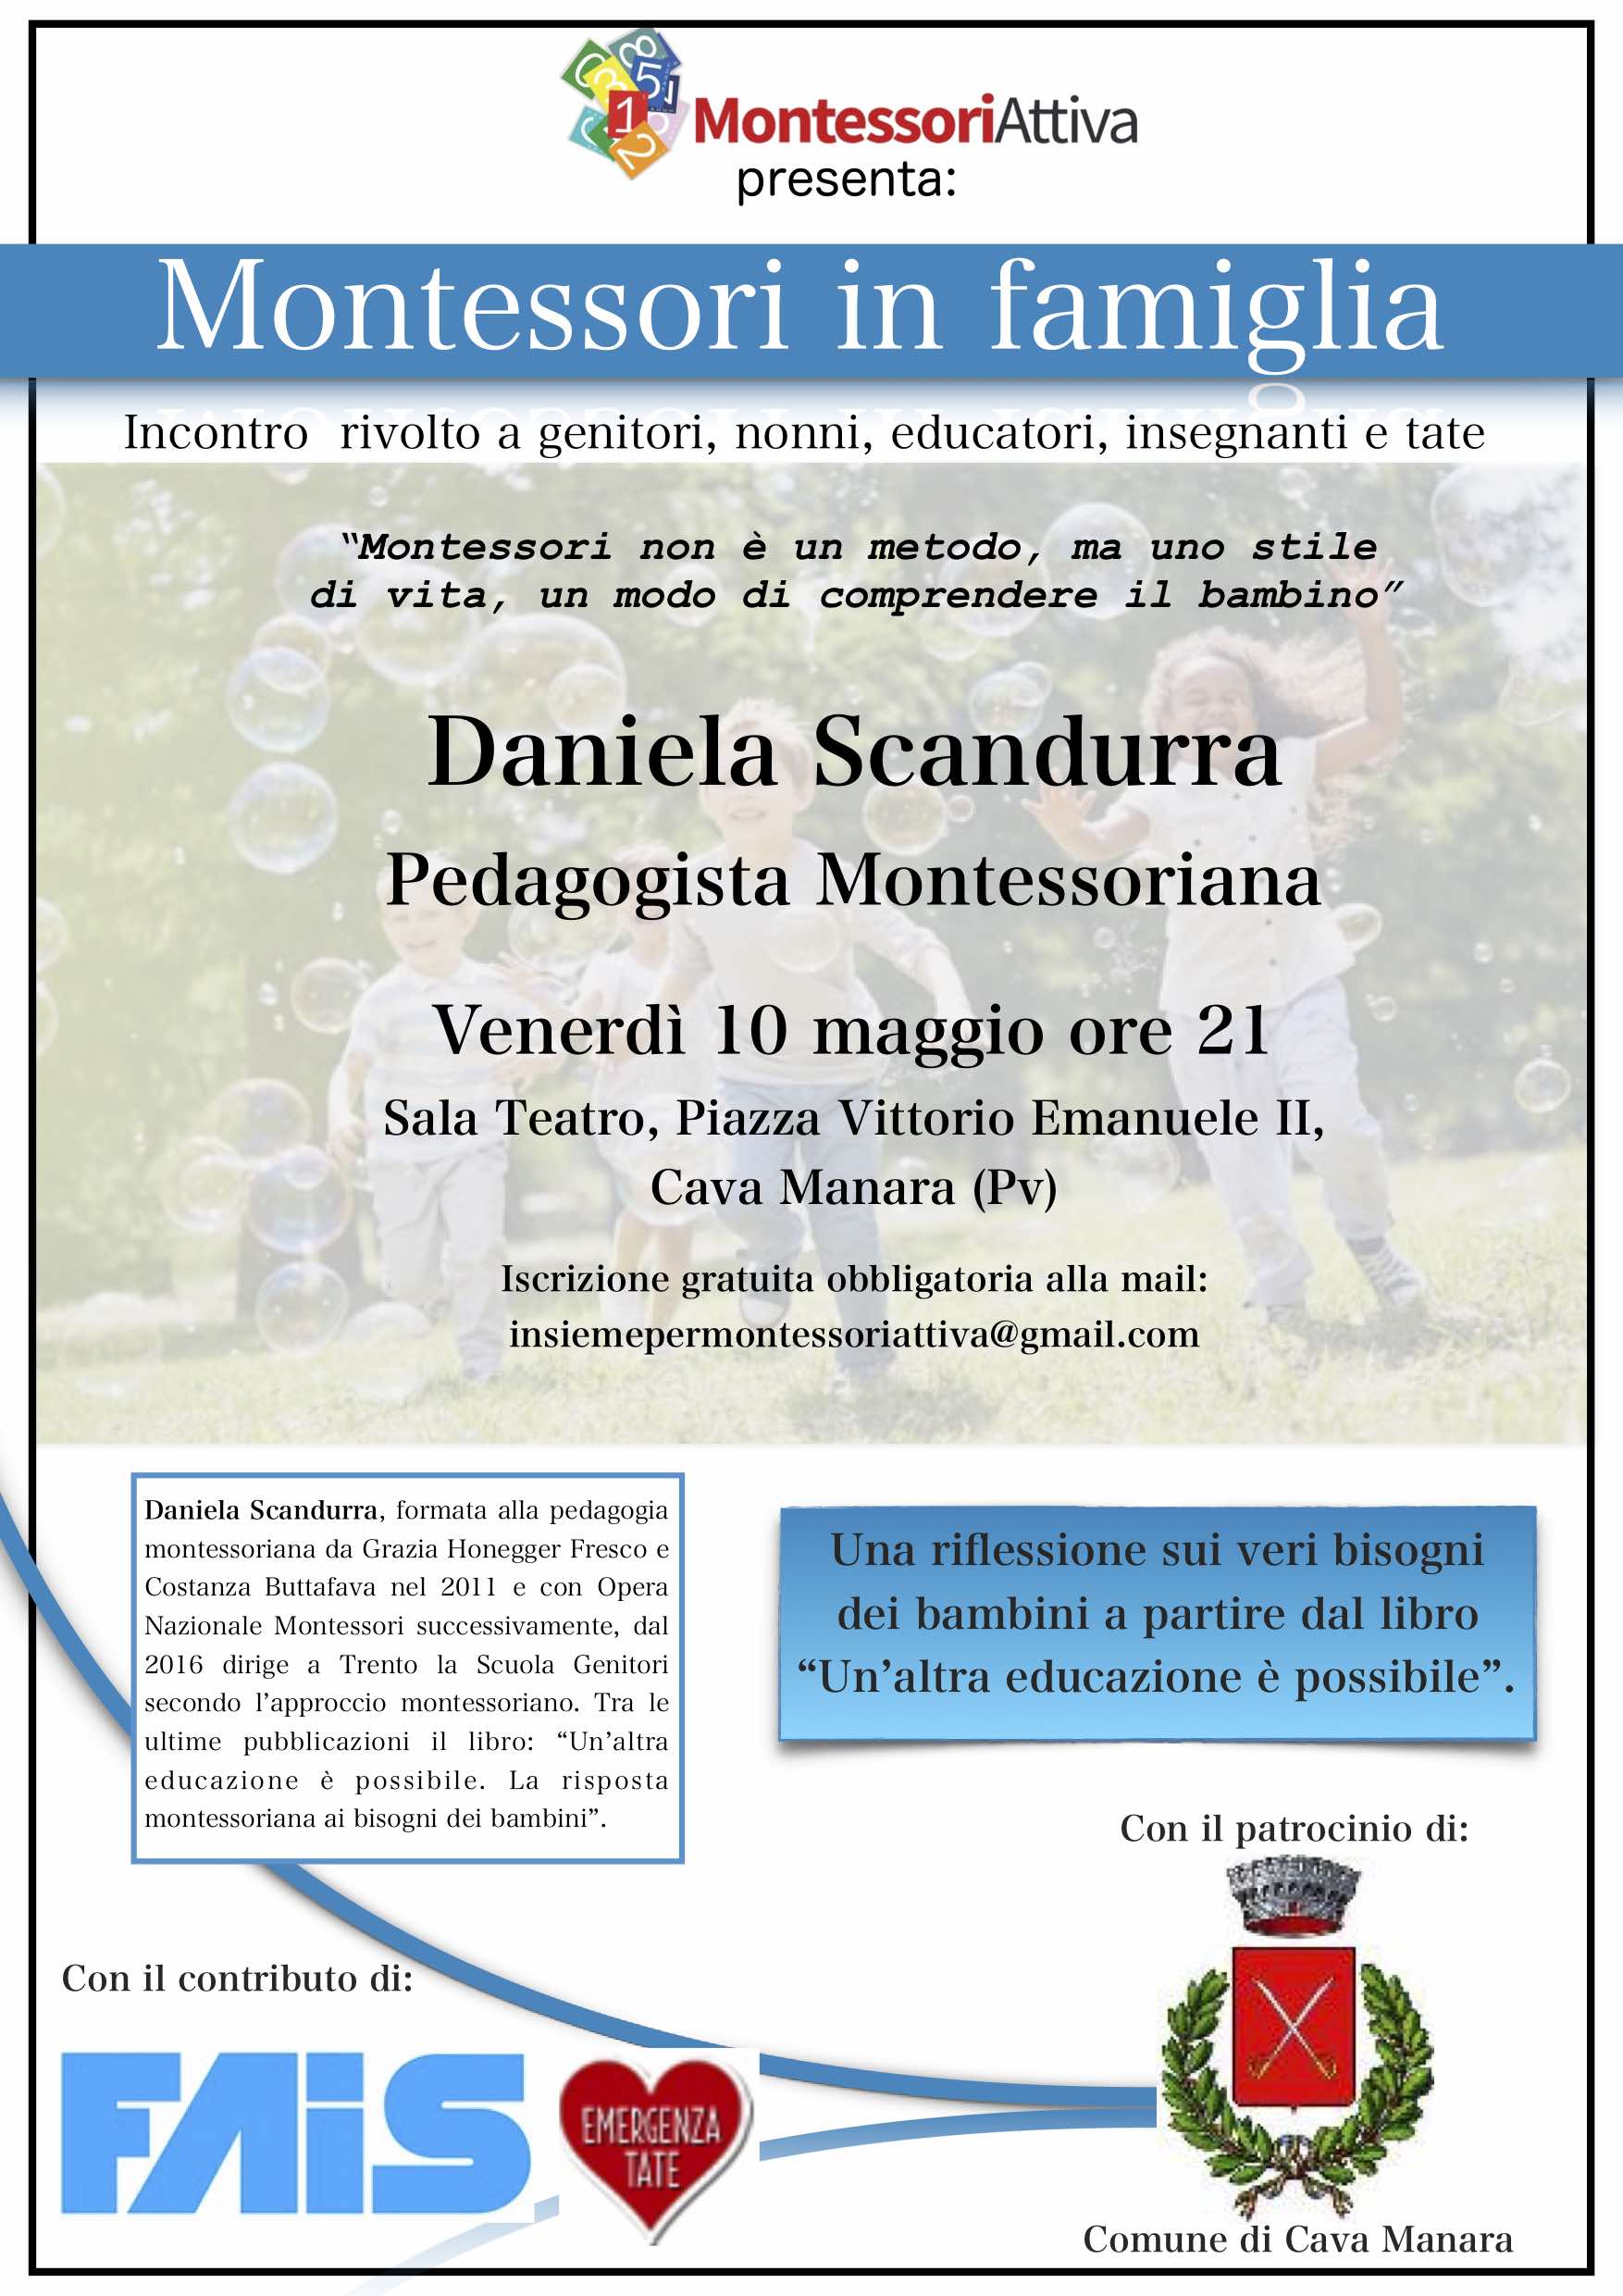 MontessoriAttiva
presenta:
Montessori in famiglia
Incontro rivolto a genitori, nonni, educatori, insegnanti e tate
“Montessori non è un metodo, ma uno stile
di vita, un modo di comprendere il bambino”
Daniela Scandurra
Pedagogista Montessoriana
Venerdì 10 maggio ore 21
Sala Teatro, Piazza Vittorio Emanuele II,
Cava Manara (Pv)
Iscrizione gratuita obbligatoria alla mail:
insiemepermontessoriattiva@gmail.com
Daniela Scandurra, formata alla pedagogia
montessoriana da Grazia Honegger Fresco e
Costanza Buttafava nel 2011 e con Opera
Nazionale Montessori successivamente, dal
2016 dirige a Trento la Scuola Genitori
secondo l’approccio montessoriano. Tra le
ultime pubblicazioni il libro: “Un’altra
educazione è possibile. La risposta
montessoriana ai bisogni dei bambini”.
Una riflessione sui veri bisogni
dei bambini a partire dal libro
“Un’altra educazione è possibile”.
Con il patrocinio di:
Con il contributo di:
FAiS
EMERGENZA
TATE
Comune di Cava Manara